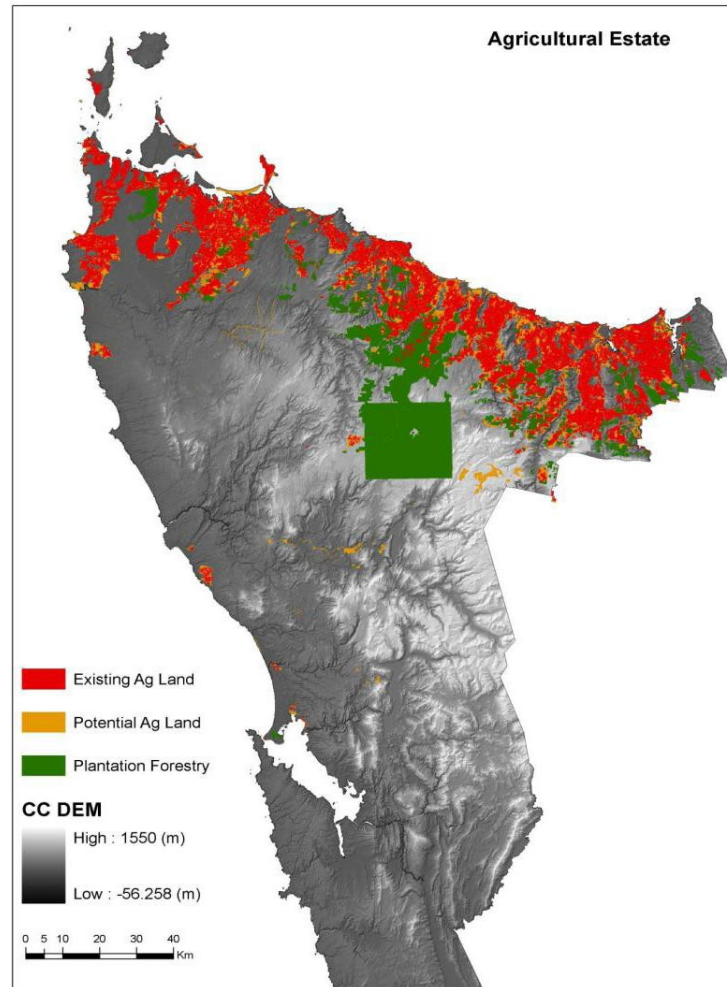 Agricultural Estate
Existing Ag Land
Potential Ag Land
Plantation Forestry
CC DEM
High : 1550 (m)
Low : -56.258 (m)
0 5 10 20 30 40
Km